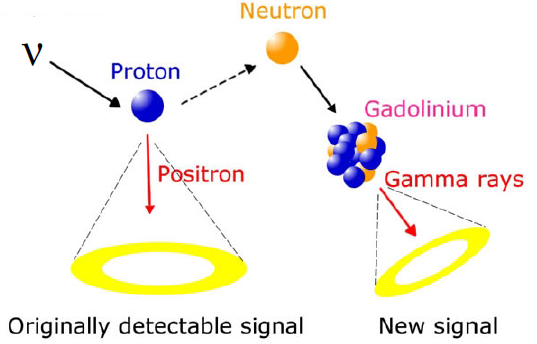 Neutron
ν
Proton
Gadolinium
Positron
Gamma rays
Originally detectable signal
New signal